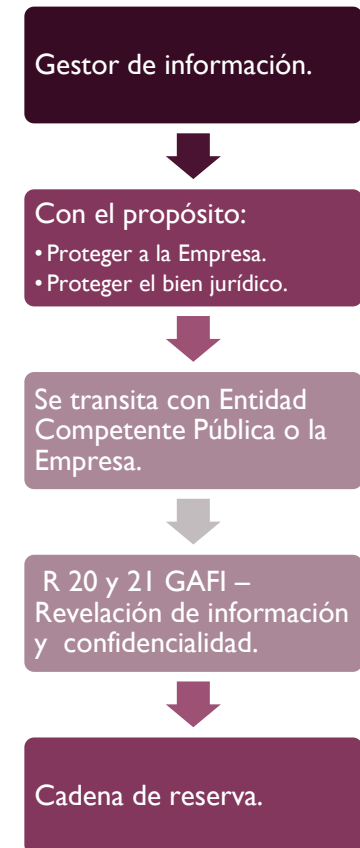 Gestor de información.
Con el propósito:
• Proteger a la Empresa.
• Proteger el bien jurídico.
Se transita con Entidad
Competente Pública o la
Empresa.
R 20 y 21 GAFI –
Revelación de información
y confidencialidad.
Cadena de reserva.